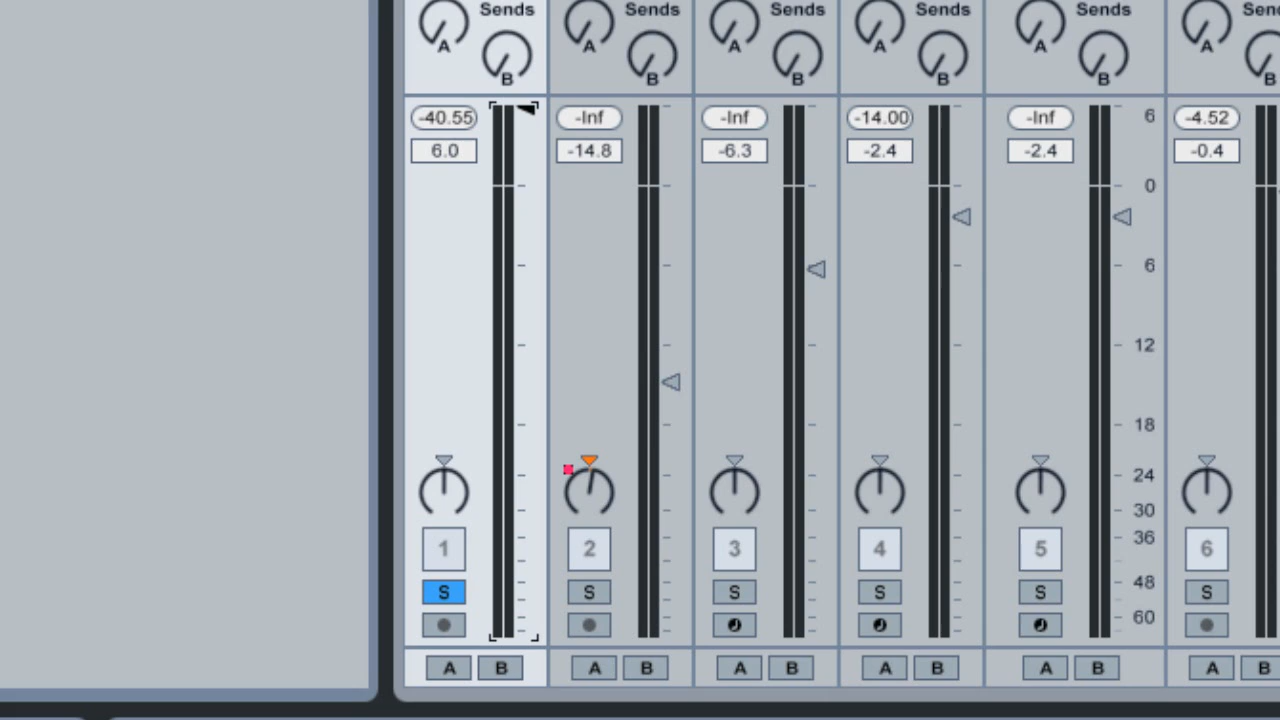 Sends Sends Sends Sends Sends Sen
A A A A A A
B B B B B B
-40.55 -Inf -Inf -14.00 -Inf 6 -4.52
6.0 -14.8 -6.3 -2.4 -2.4 -0.4
0
6
12
18
24
30
36
1 2 3 4 5 6
48
S S S S S S
60
A B A B A B A B A B A B